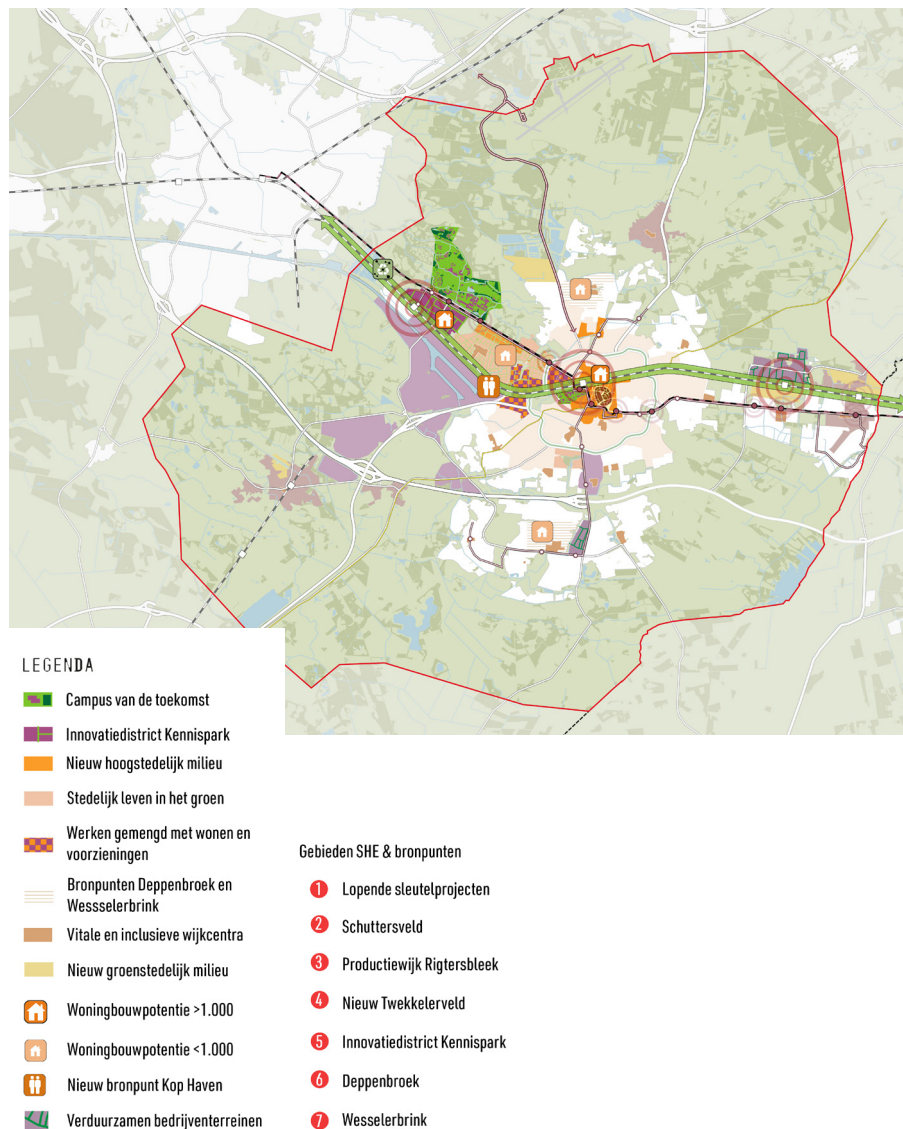 LEGENDA
Campus van de toekomst
Innovatiedistrict Kennispark
Nieuw hoogstedelijk milieu
Stedelijk leven in het groen
Werken gemengd met wonen en
voorzieningen
Bronpunten Deppenbroek en
Wessselerbrink
Vitale en inclusieve wijkcentra
Nieuw groenstedelijk milieu
Woningbouwpotentie >1.000
Woningbouwpotentie <1.000
Nieuw bronpunt Kop Haven
Verduurzamen bedrijventerreinen
Gebieden SHE & bronpunten
1 Lopende sleutelprojecten
2 Schuttersveld
3 Productiewijk Rigtersbleek
4 Nieuw Twekkelerveld
5 Innovatiedistrict Kennispark
6 Deppenbroek
7 Wesselerbrink